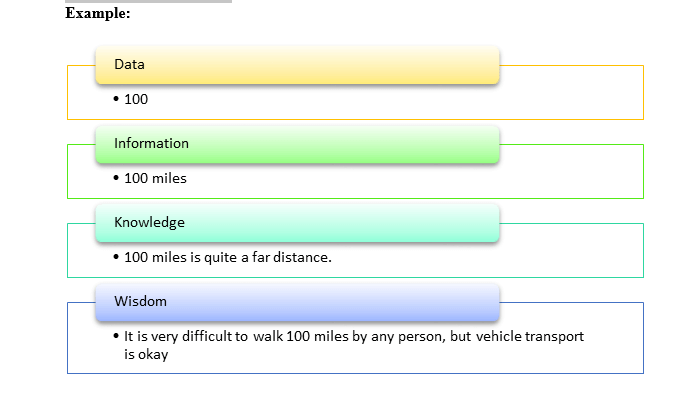 Example:
Data
• 100
Information
• 100 miles
Knowledge
• 100 miles is quite a far distance.
Wisdom
• It is very difficult to walk 100 miles by any person, but vehicle transport
is okay